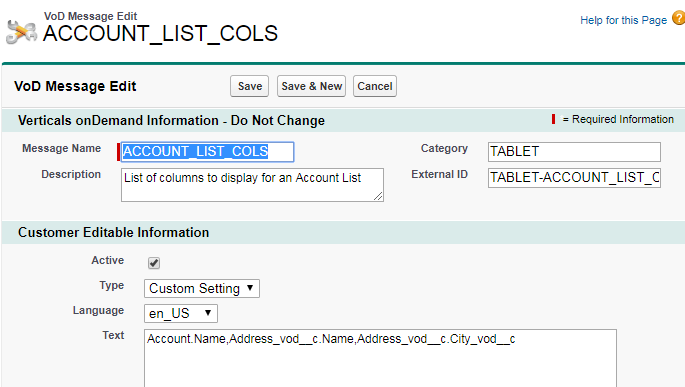 VoD Message Edit
ACCOUNT_LIST_COLS
Help for this Page ?
VoD Message Edit Save Save & New Cancel
Verticals onDemand Information - Do Not Change = Required Information
Message Name ACCOUNT_LIST_COLS Category TABLET
Description List of columns to display for an Account List External ID TABLET-ACCOUNT_LIST_C
Customer Editable Information
Active
Type Custom Setting
Language en_US
Text Account.Name,Address_vod__c.Name,Address_vod__c.City_vod__c